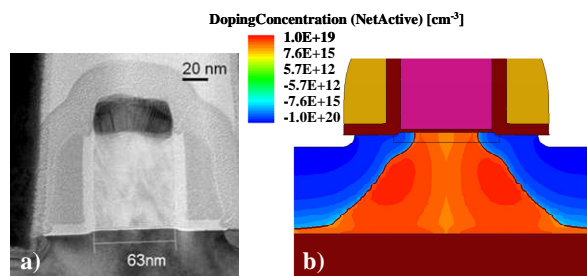 DopingConcentration (NetActive) [cm⁻³]
1.0E+19
7.6E+15
5.7E+12
-5.7E+12
-7.6E+15
-1.0E+20
20 nm
63nm
a)
b)